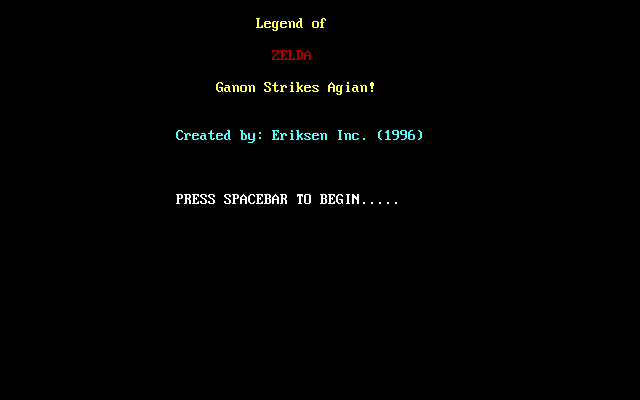 Legend of
ZELDA
Ganon Strikes Agian!
Created by: Eriksen Inc. (1996)
PRESS SPACEBAR TO BEGIN.....